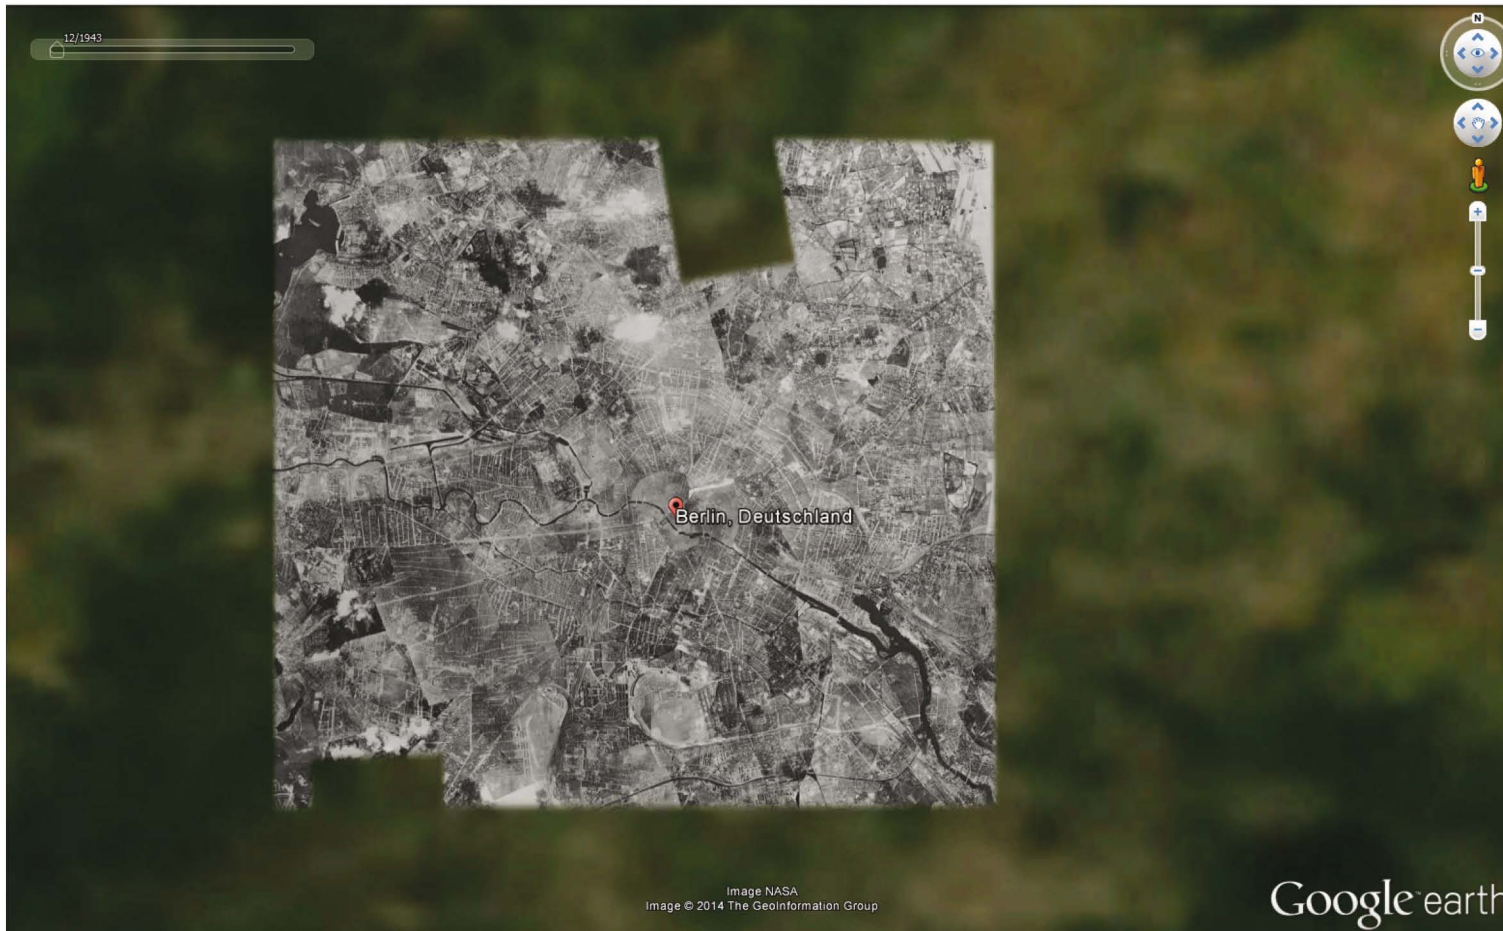 12/1943
N
Berlin, Deutschland
Image NASA
Image © 2014 The GeoInformation Group
Google earth